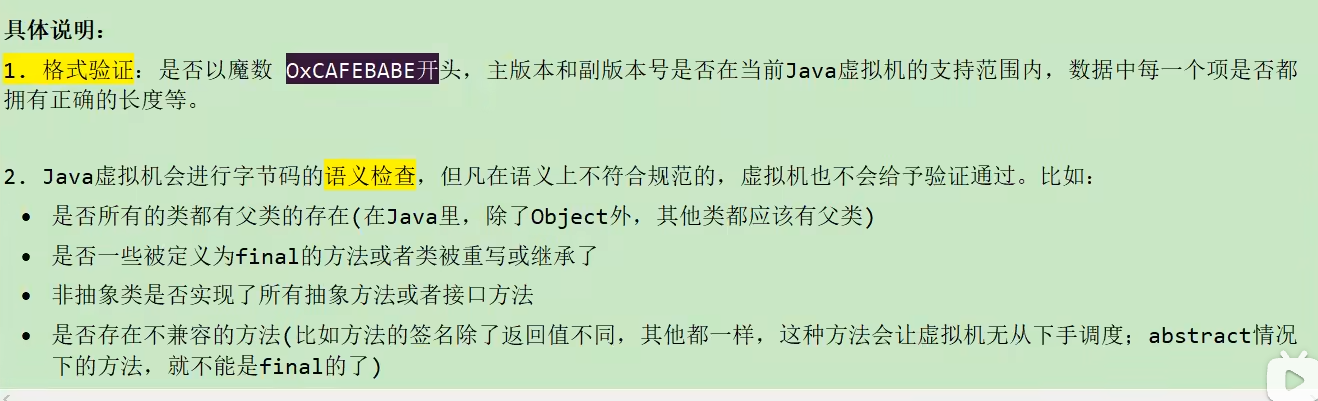 具体说明：
1. 格式验证：是否以魔数 0xCAFEBABE开头，主版本和副版本号是否在当前Java虚拟机的支持范围内，数据中每一个项是否都
拥有正确的长度等。
2. Java虚拟机会进行字节码的语义检查，但凡在语义上不符合规范的，虚拟机也不会给予验证通过。比如：
• 是否所有的类都有父类的存在(在Java里，除了Object外，其他类都应该有父类)
• 是否一些被定义为final的方法或者类被重写或继承了
• 非抽象类是否实现了所有抽象方法或者接口方法
• 是否存在不兼容的方法(比如方法的签名除了返回值不同，其他都一样，这种方法会让虚拟机无从下手调度；abstract情况
下的方法，就不能是final的了)